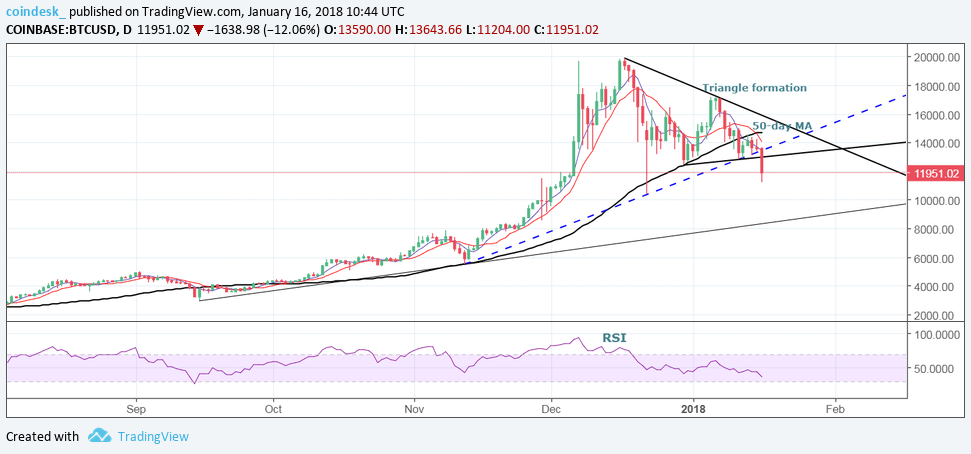 coindesk_ published on TradingView.com, January 16, 2018 10:44 UTC
COINBASE:BTCUSD, D 11951.02 ▼ −1638.98 (−12.06%) O:13590.00 H:13643.66 L:11204.00 C:11951.02
20000.00
18000.00
Triangle formation
16000.00
50-day MA
14000.00
11951.02
10000.00
8000.00
6000.00
4000.00
2000.00
RSI
100.0000
50.0000
Sep Oct Nov Dec 2018 Feb
Created with TradingView